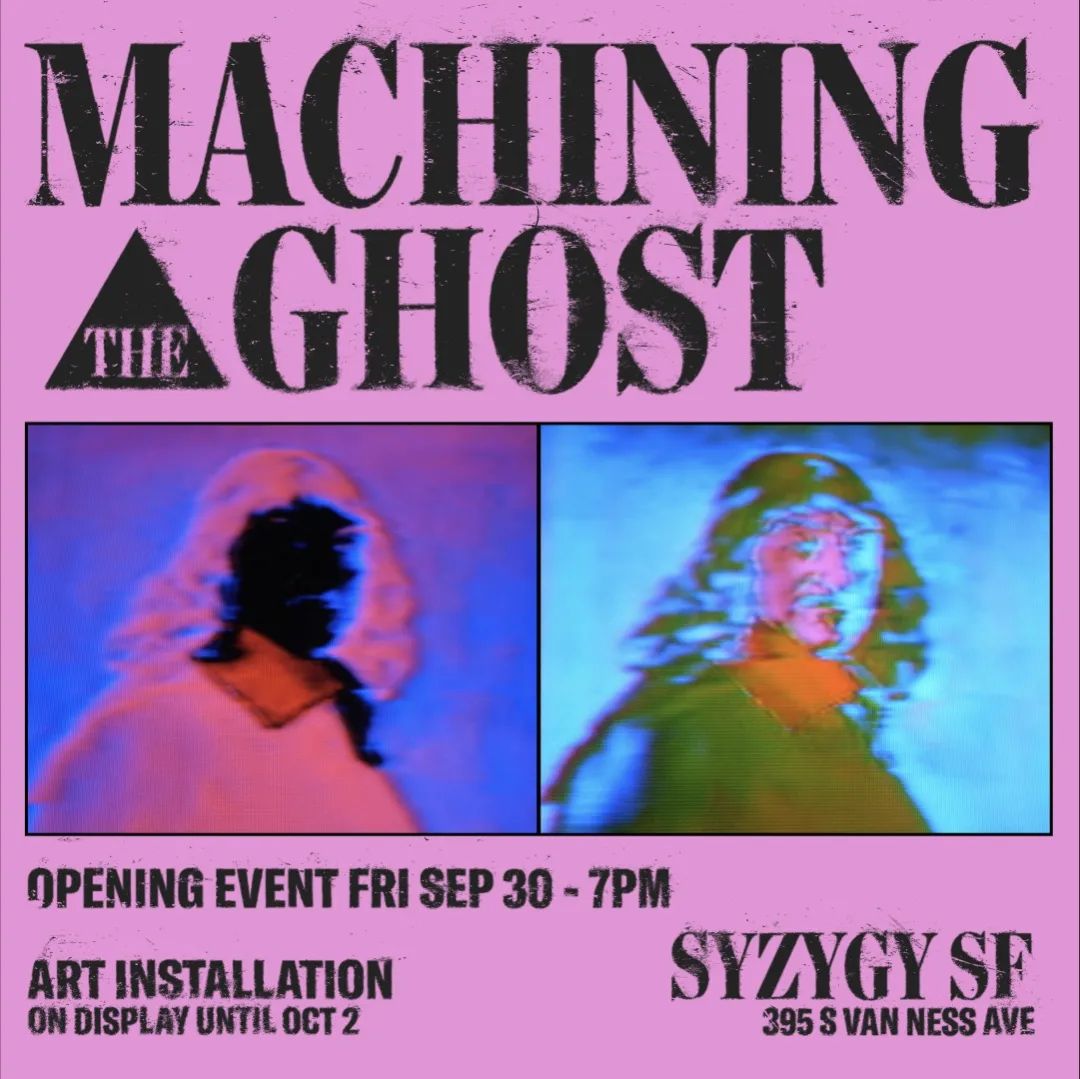 MACHINING
THE GHOST
OPENING EVENT FRI SEP 30 - 7PM
ART INSTALLATION
ON DISPLAY UNTIL OCT 2
SYZYGY SF
395 S VAN NESS AVE